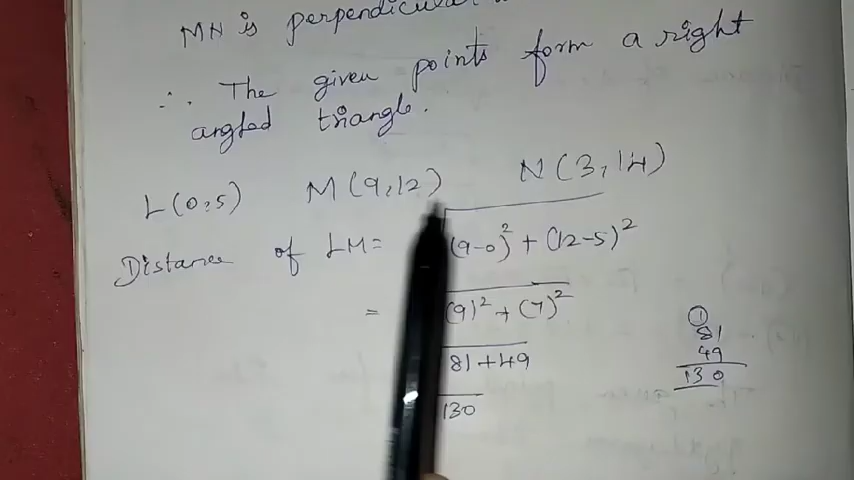 MN is perpendicular
∴ The given points form a right
angled triangle.
L(0,5) M(9,12) N(3,14)
Distance of LM = (9-0)² + (12-5)²
= (9)² + (7)²
81+49
130
1
81
49
130